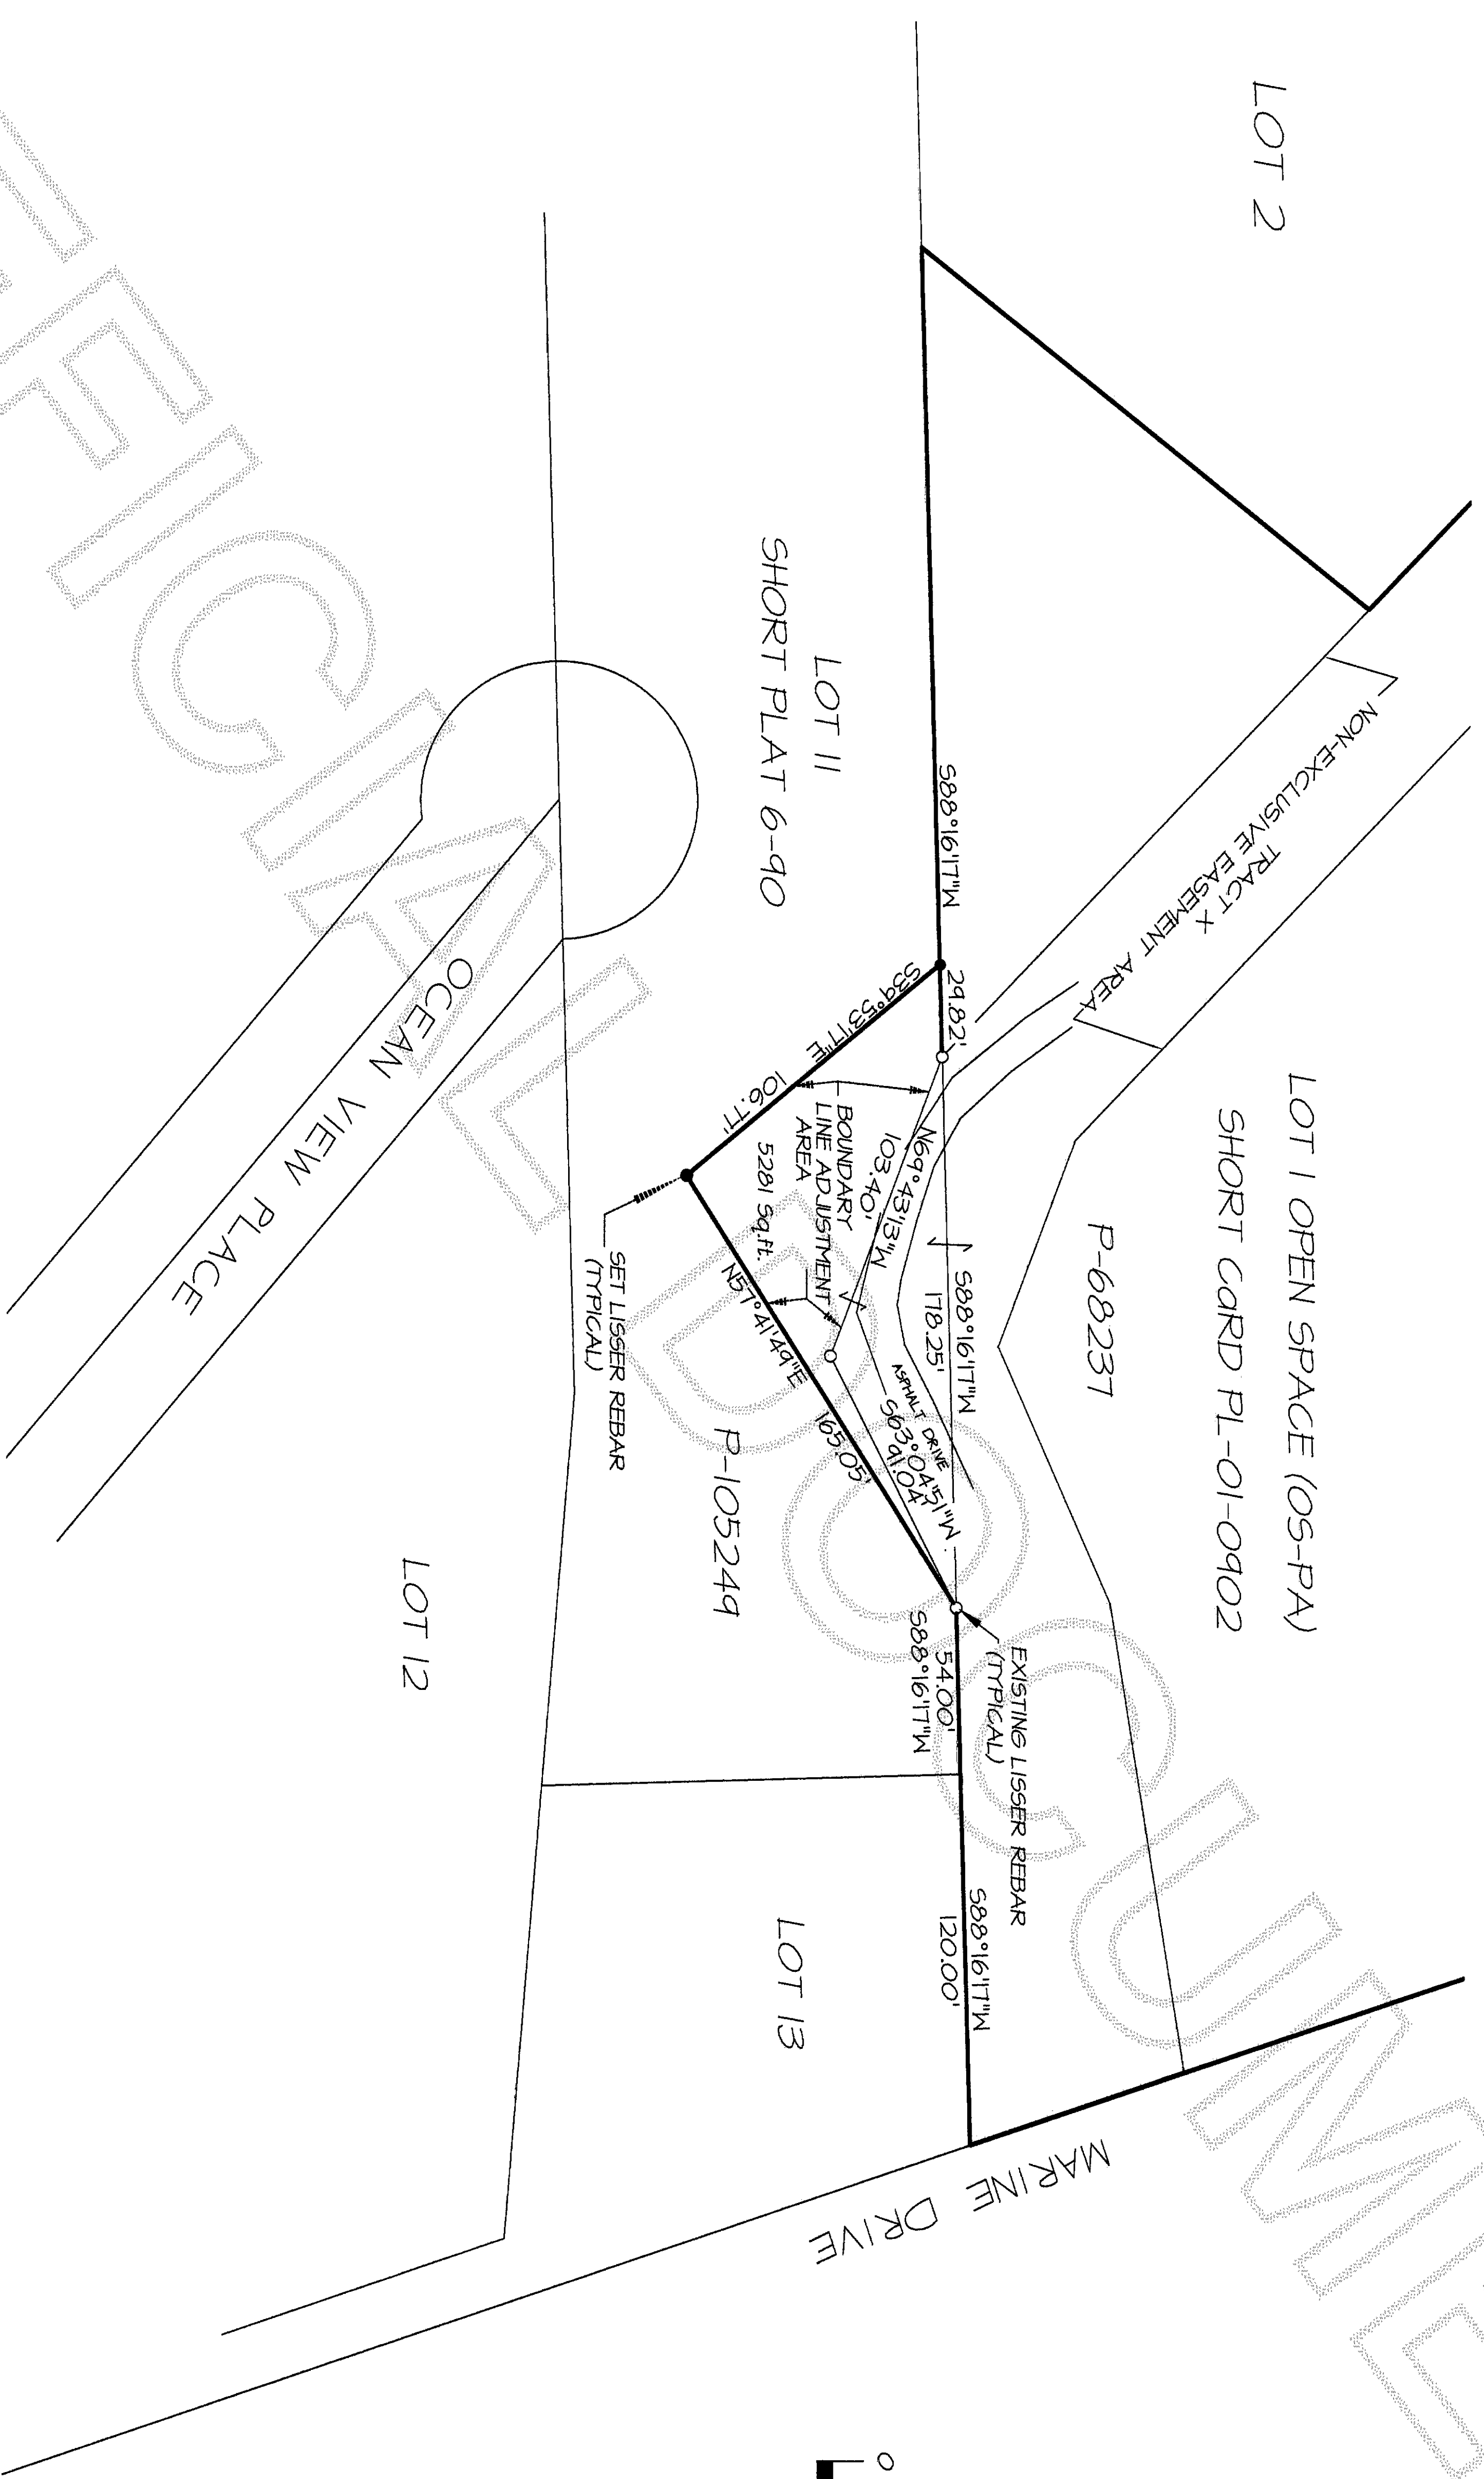 LOT 2
LOT 1 OPEN SPACE (OS-PA)
SHORT CARD PL-01-0902
P-68237
NON-EXCLUSIVE EASEMENT AREA
TRACT X
S88°16'17"W
29.82'
S88°16'17"W
178.25'
N69°43'13"W
103.40'
ASPHALT DRIVE
S63°04'51"W
91.04'
BOUNDARY
LINE ADJUSTMENT
AREA
5281 Sq.ft.
S39°53'17"E
106.77'
N57°41'49"E
165.05'
EXISTING LISSER REBAR
(TYPICAL)
54.00'
S88°16'17"W
S88°16'17"W
120.00'
LOT 11
SHORT PLAT 6-90
SET LISSER REBAR
(TYPICAL)
P-105249
LOT 13
LOT 12
OCEAN VIEW PLACE
MARINE DRIVE
0